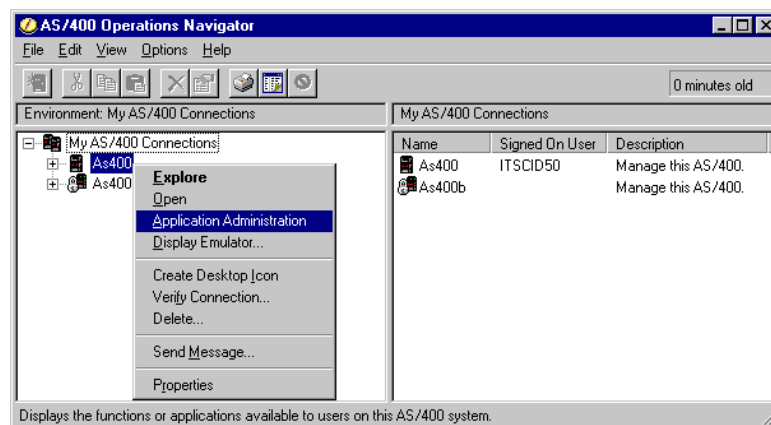 AS/400 Operations Navigator
File Edit View Options Help
0 minutes old
Environment: My AS/400 Connections
My AS/400 Connections
My AS/400 Connections
Name Signed On User Description
As400
As400 ITSCID50 Manage this AS/400.
As400
As400b Manage this AS/400.
Explore
Open
Application Administration
Display Emulator...
Create Desktop Icon
Verify Connection...
Delete...
Send Message...
Properties
Displays the functions or applications available to users on this AS/400 system.